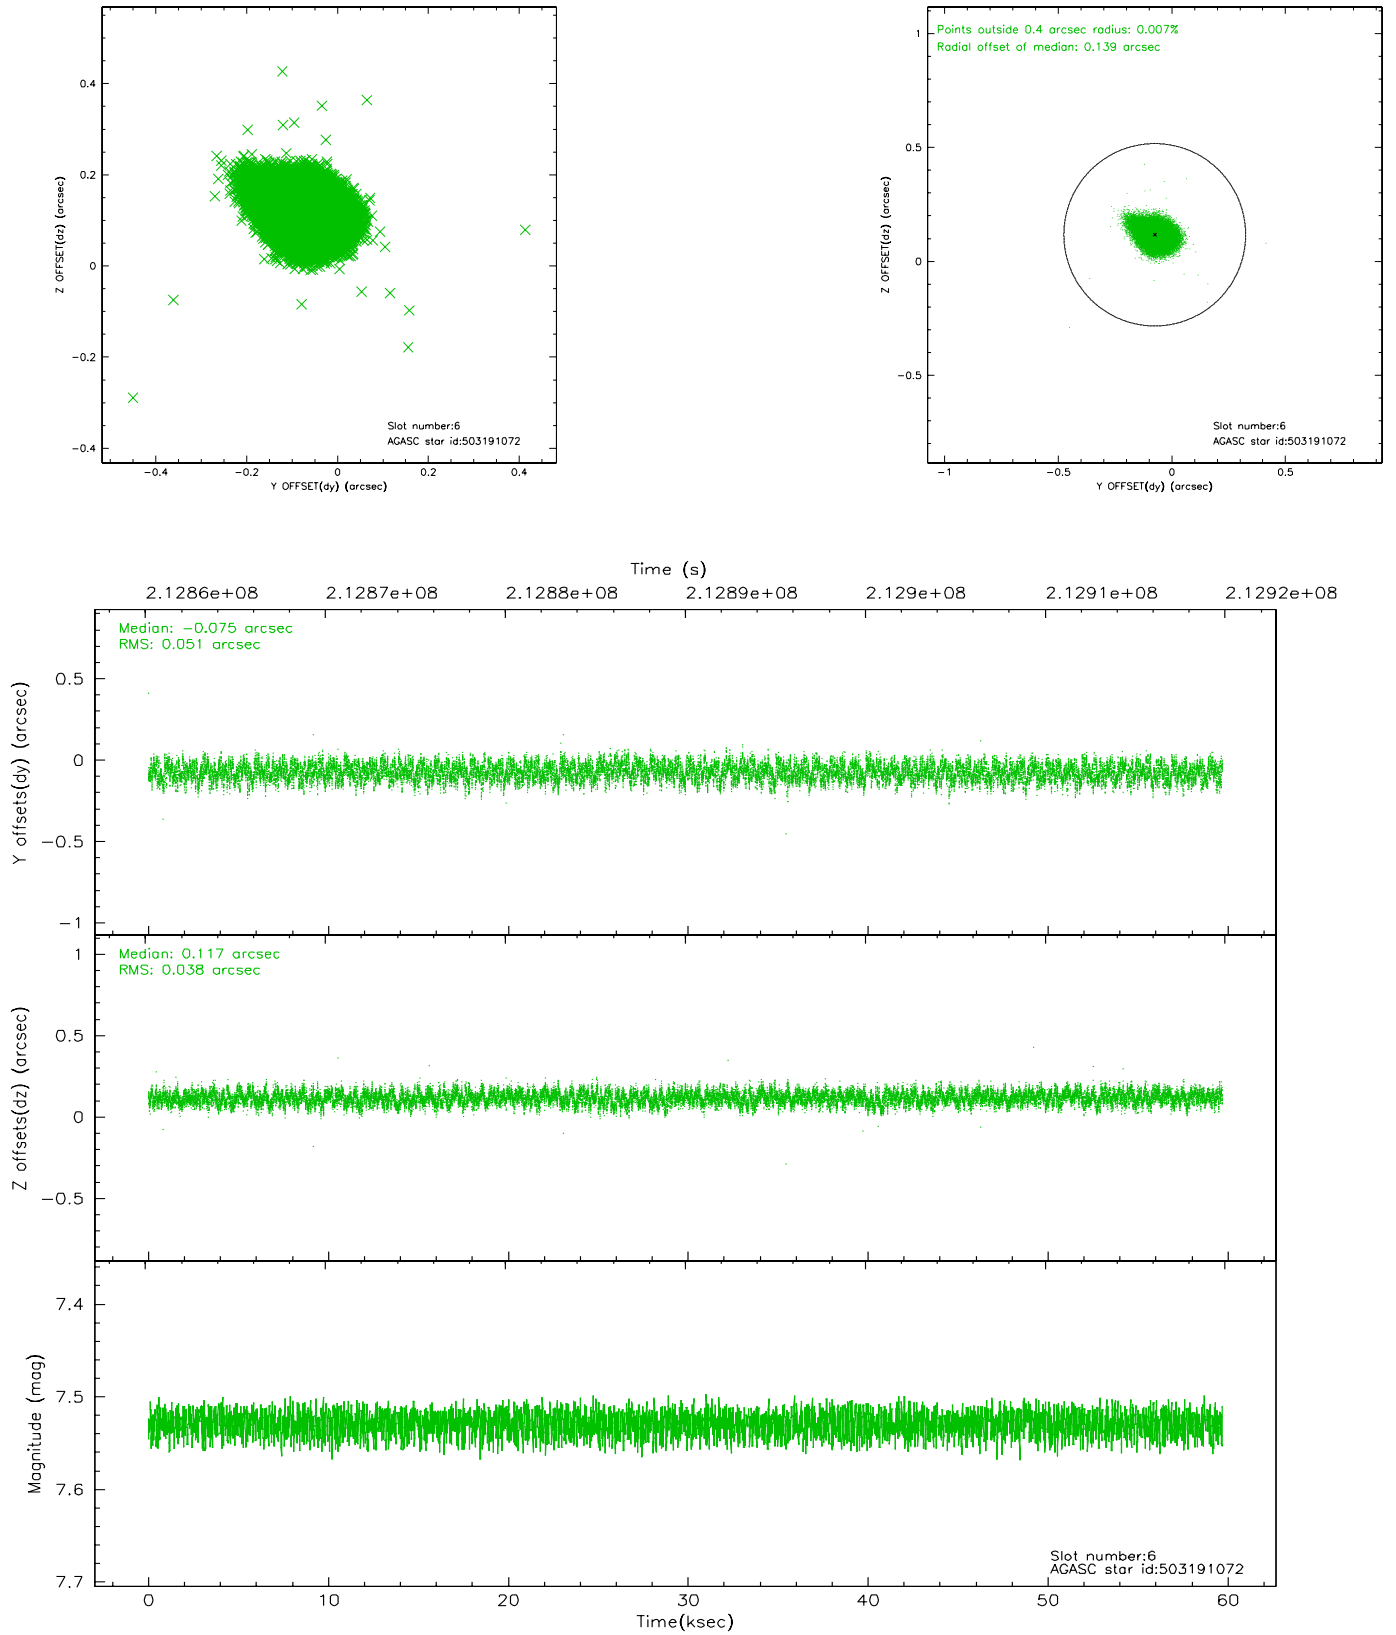 0.4
0.2
0
-0.2
-0.4
Z OFFSET(dz) (arcsec)
-0.4 -0.2 0 0.2 0.4
Y OFFSET(dy) (arcsec)
Slot number:6
AGASC star id:503191072
Points outside 0.4 arcsec radius: 0.007%
Radial offset of median: 0.139 arcsec
1
0.5
0
-0.5
Z OFFSET(dz) (arcsec)
-1 -0.5 0 0.5
Y OFFSET(dy) (arcsec)
Slot number:6
AGASC star id:503191072
Time (s)
2.1286e+08 2.1287e+08 2.1288e+08 2.1289e+08 2.129e+08 2.1291e+08 2.1292e+08
Median: -0.075 arcsec
RMS: 0.051 arcsec
0.5
0
-0.5
-1
Y offsets(dy) (arcsec)
Median: 0.117 arcsec
RMS: 0.038 arcsec
1
0.5
0
-0.5
Z offsets(dz) (arcsec)
7.4
7.5
7.6
7.7
Magnitude (mag)
Slot number:6
AGASC star id:503191072
0 10 20 30 40 50 60
Time(ksec)